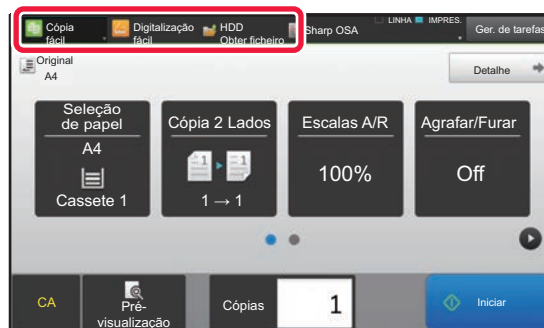 Cópia
fácil
Digitalização
fácil
HDD
Obter ficheiro
Sharp OSA
LINHA
IMPRES.
Ger. de tarefas
Original
A4
Detalhe
Seleção
de papel
A4
Cassete 1
Cópia 2 Lados
1
1
1 → 1
Escalas A/R
100%
Agrafar/Furar
Off
CA
Pré-
visualização
Cópias
1
Iniciar